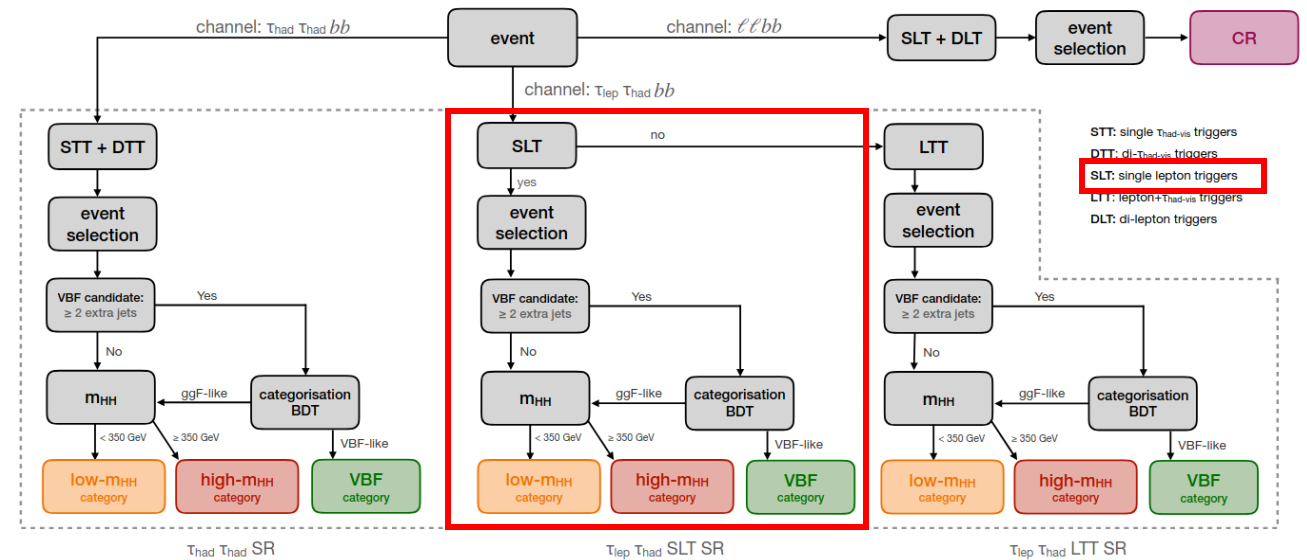 channel: τhad τhad bb
event
channel: ℓℓbb
SLT + DLT
event
selection
CR
channel: τlep τhad bb
STT + DTT
SLT
no
LTT
yes
STT: single τhad-vis triggers
DTT: di-τhad-vis triggers
SLT: single lepton triggers
LTT: lepton+τhad-vis triggers
DLT: di-lepton triggers
event
selection
event
selection
event
selection
VBF candidate:
≥ 2 extra jets
Yes
No
VBF candidate:
≥ 2 extra jets
Yes
No
VBF candidate:
≥ 2 extra jets
Yes
No
mHH
ggF-like
categorisation
BDT
< 350 GeV
≥ 350 GeV
VBF-like
mHH
ggF-like
categorisation
BDT
< 350 GeV
≥ 350 GeV
VBF-like
mHH
ggF-like
categorisation
BDT
< 350 GeV
≥ 350 GeV
VBF-like
low-mHH
category
high-mHH
category
VBF
category
low-mHH
category
high-mHH
category
VBF
category
low-mHH
category
high-mHH
category
VBF
category
τhad τhad SR
τlep τhad SLT SR
τlep τhad LTT SR